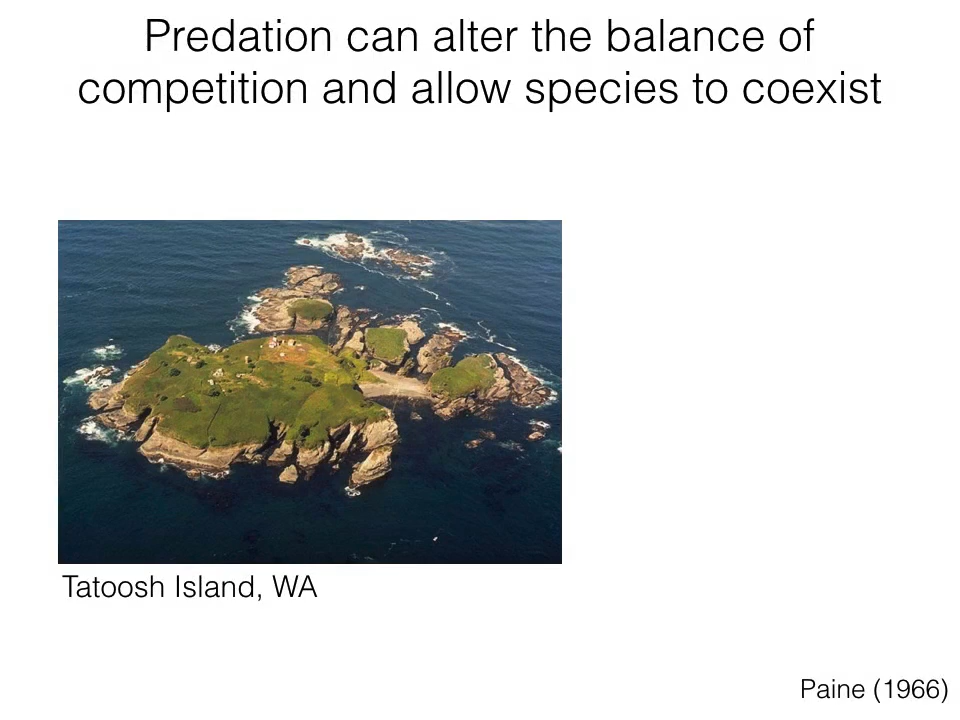 Predation can alter the balance of
competition and allow species to coexist
Tatoosh Island, WA
Paine (1966)